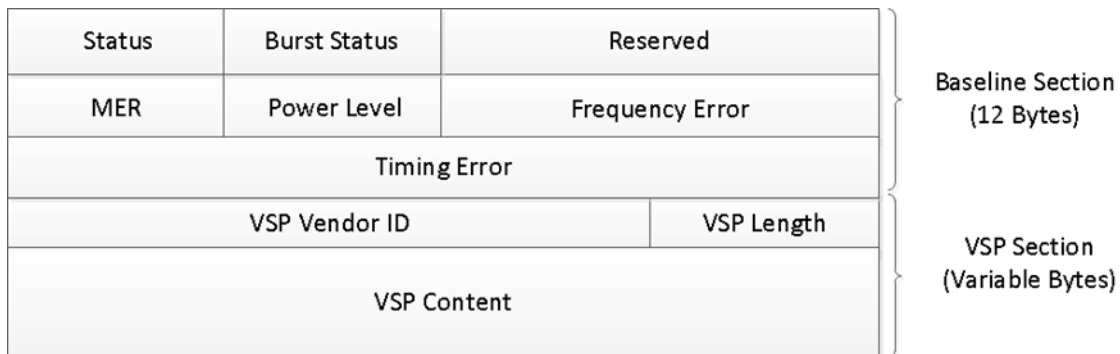 Status Burst Status Reserved
MER Power Level Frequency Error
Timing Error
Baseline Section
(12 Bytes)
VSP Vendor ID VSP Length
VSP Content
VSP Section
(Variable Bytes)